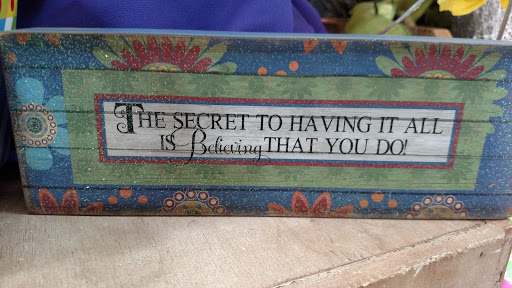 THE SECRET TO HAVING IT ALL
IS Believing THAT YOU DO!